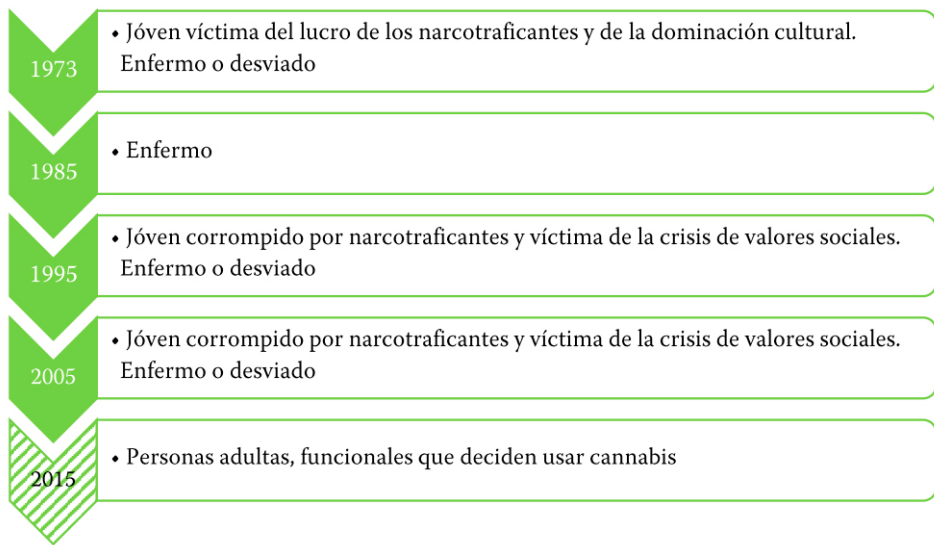 1973
• Jóven víctima del lucro de los narcotraficantes y de la dominación cultural.
Enfermo o desviado
1985
• Enfermo
1995
• Jóven corrompido por narcotraficantes y víctima de la crisis de valores sociales.
Enfermo o desviado
2005
• Jóven corrompido por narcotraficantes y víctima de la crisis de valores sociales.
Enfermo o desviado
2015
• Personas adultas, funcionales que deciden usar cannabis